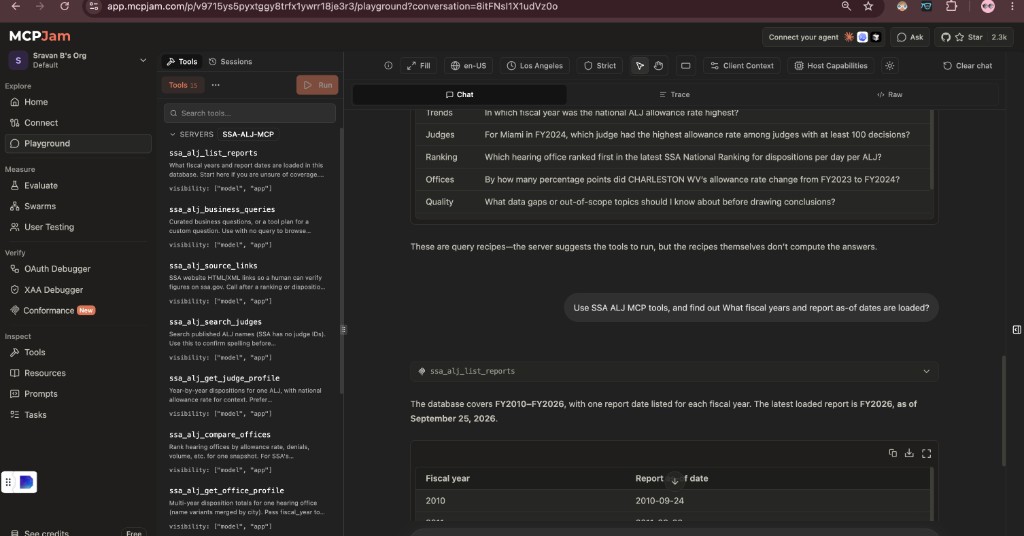 app.mcpjam.com/p/v9715ys5pyxtggy8trfx1ywrr18je3r3/playground?conversation=8itFNsI1X1udVz0o
MCPJam
Connect your agent
Ask
Star 2.3k
S
Sravan B's Org
Default
Explore
Home
Connect
Playground
Measure
Evaluate
Swarms
User Testing
Verify
OAuth Debugger
XAA Debugger
Conformance New
Inspect
Tools
Resources
Prompts
Tasks
See credits Free
Tools Sessions
Tools 15 ••• Run
Search tools...
SERVERS SSA-ALJ-MCP
ssa_alj_list_reports
What fiscal years and report dates are loaded in this
database. Start here if you are unsure of coverage....
visibility: ["model", "app"]
ssa_alj_business_queries
Curated business questions, or a tool plan for a
custom question. Use with no query to browse...
visibility: ["model", "app"]
ssa_alj_source_links
SSA website HTML/XML links so a human can verify
figures on ssa.gov. Call after a ranking or dispositio...
visibility: ["model", "app"]
ssa_alj_search_judges
Search published ALJ names (SSA has no judge IDs).
Use this to confirm spelling before...
visibility: ["model", "app"]
ssa_alj_get_judge_profile
Year-by-year dispositions for one ALJ, with national
allowance rate for context. Prefer...
visibility: ["model", "app"]
ssa_alj_compare_offices
Rank hearing offices by allowance rate, denials,
volume, etc. for one snapshot. For SSA's...
visibility: ["model", "app"]
ssa_alj_get_office_profile
Multi-year disposition totals for one hearing office
(name variants merged by city). Pass fiscal_year to...
visibility: ["model", "app"]
Fill en-US Los Angeles Strict Client Context Host Capabilities Clear chat
Chat Trace Raw
Trends In which fiscal year was the national ALJ allowance rate highest?
Judges For Miami in FY2024, which judge had the highest allowance rate among judges with at least 100 decisions?
Ranking Which hearing office ranked first in the latest SSA National Ranking for dispositions per day per ALJ?
Offices By how many percentage points did CHARLESTON WV's allowance rate change from FY2023 to FY2024?
Quality What data gaps or out-of-scope topics should I know about before drawing conclusions?
These are query recipes—the server suggests the tools to run, but the recipes themselves don't compute the answers.
Use SSA ALJ MCP tools, and find out What fiscal years and report as-of dates are loaded?
ssa_alj_list_reports
The database covers FY2010–FY2026, with one report date listed for each fiscal year. The latest loaded report is FY2026, as of
September 25, 2026.
Fiscal year Report f date
2010 2010-09-24